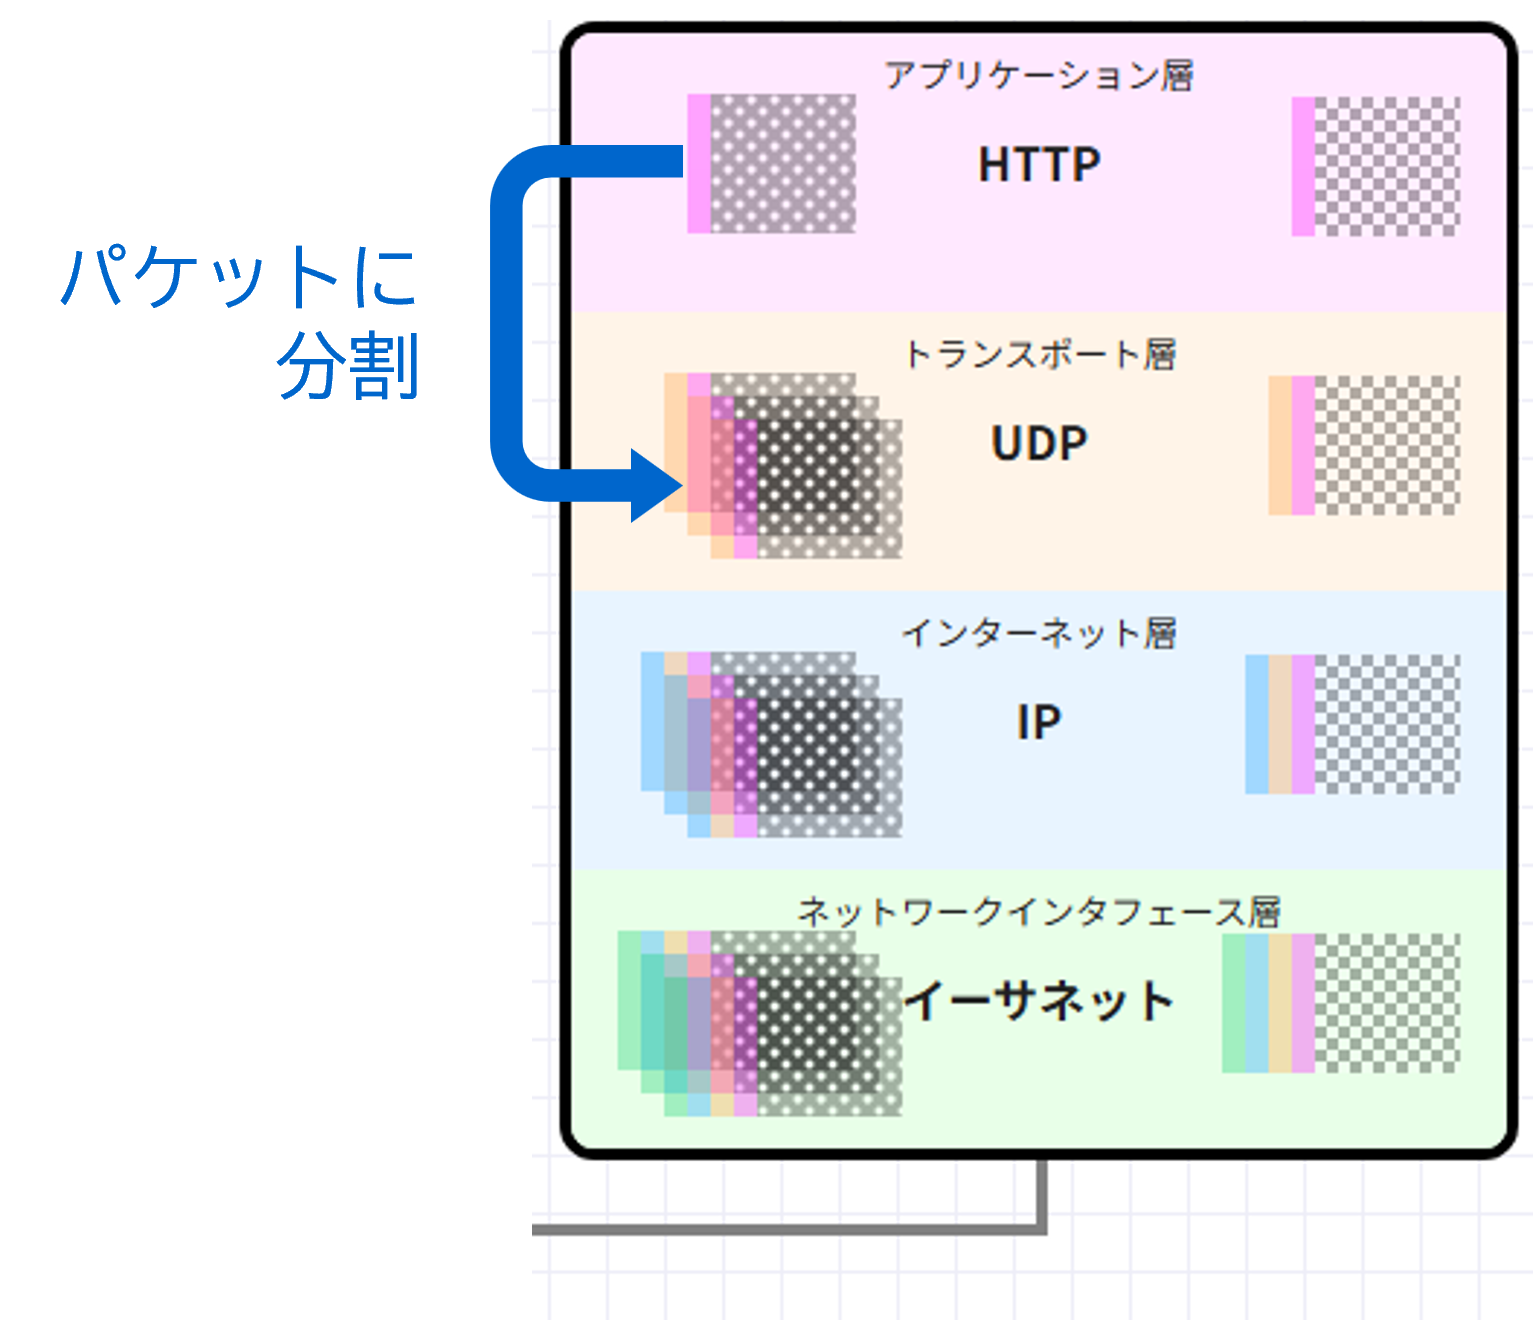 アプリケーション層
HTTP
パケットに
分割
トランスポート層
UDP
インターネット層
IP
ネットワークインタフェース層
イーサネット